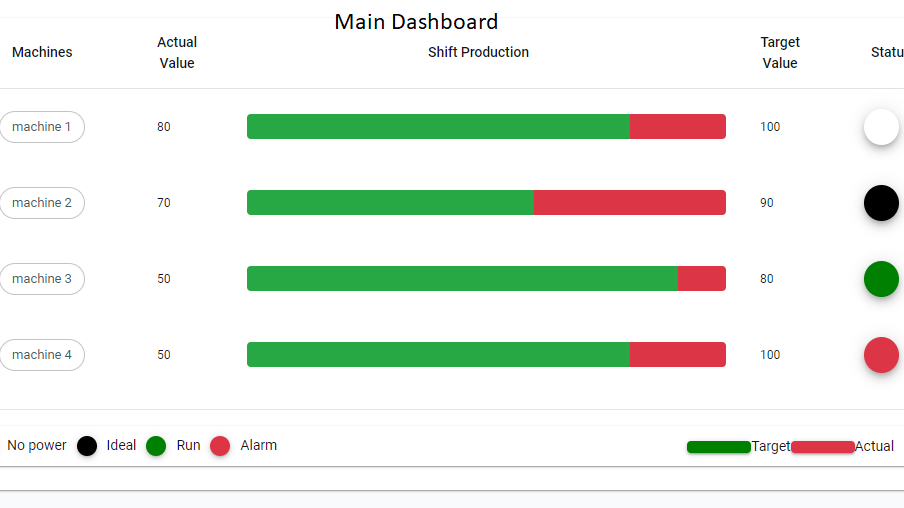 Main Dashboard
Machines
Actual
Value
Shift Production
Target
Value
Statu
machine 1
80
100
machine 2
70
90
machine 3
50
80
machine 4
50
100
No power
Ideal
Run
Alarm
Target
Actual